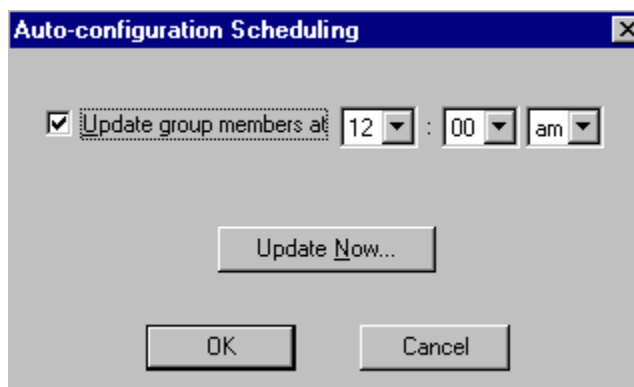 Auto-configuration Scheduling
Update group members at 12 : 00 am
Update Now...
OK Cancel